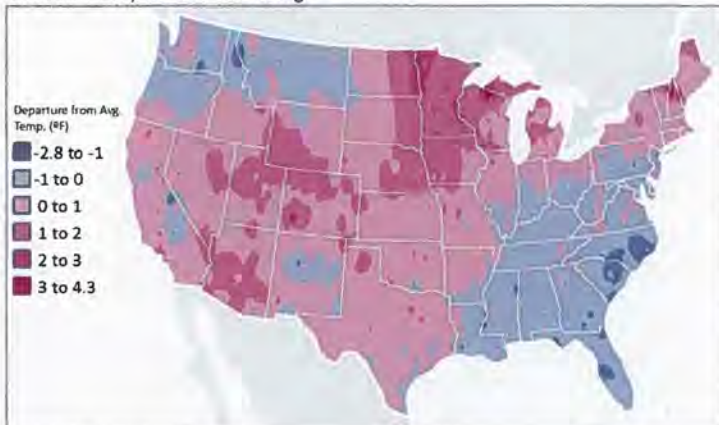 Departure from Avg.
Temp. (ºF)
-2.8 to -1
-1 to 0
0 to 1
1 to 2
2 to 3
3 to 4.3